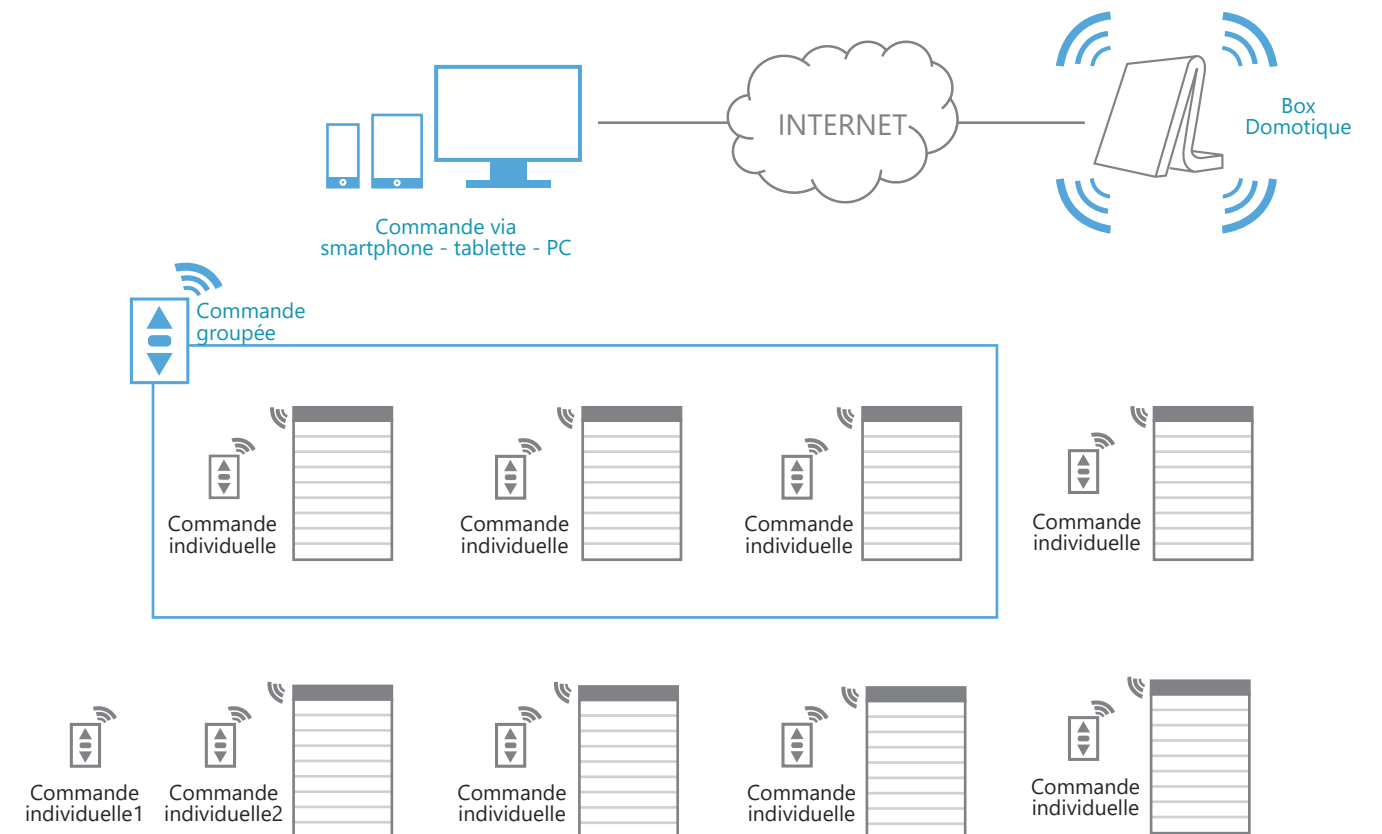 INTERNET
Box
Domotique
Commande via
smartphone - tablette - PC
Commande
groupée
Commande
individuelle
Commande
individuelle
Commande
individuelle
Commande
individuelle
Commande
individuelle1
Commande
individuelle2
Commande
individuelle
Commande
individuelle
Commande
individuelle